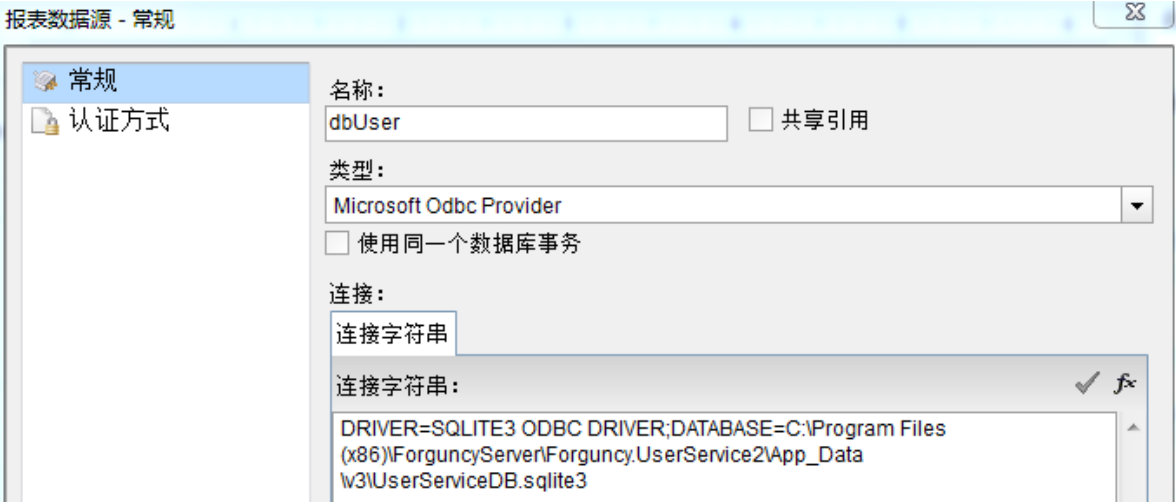 报表数据源 - 常规
常规
认证方式
名称：
dbUser
共享引用
类型：
Microsoft Odbc Provider
使用同一个数据库事务
连接：
连接字符串
连接字符串：
fx
DRIVER=SQLITE3 ODBC DRIVER;DATABASE=C:\Program Files
(x86)\ForguncyServer\Forguncy.UserService2\App_Data
\v3\UserServiceDB.sqlite3